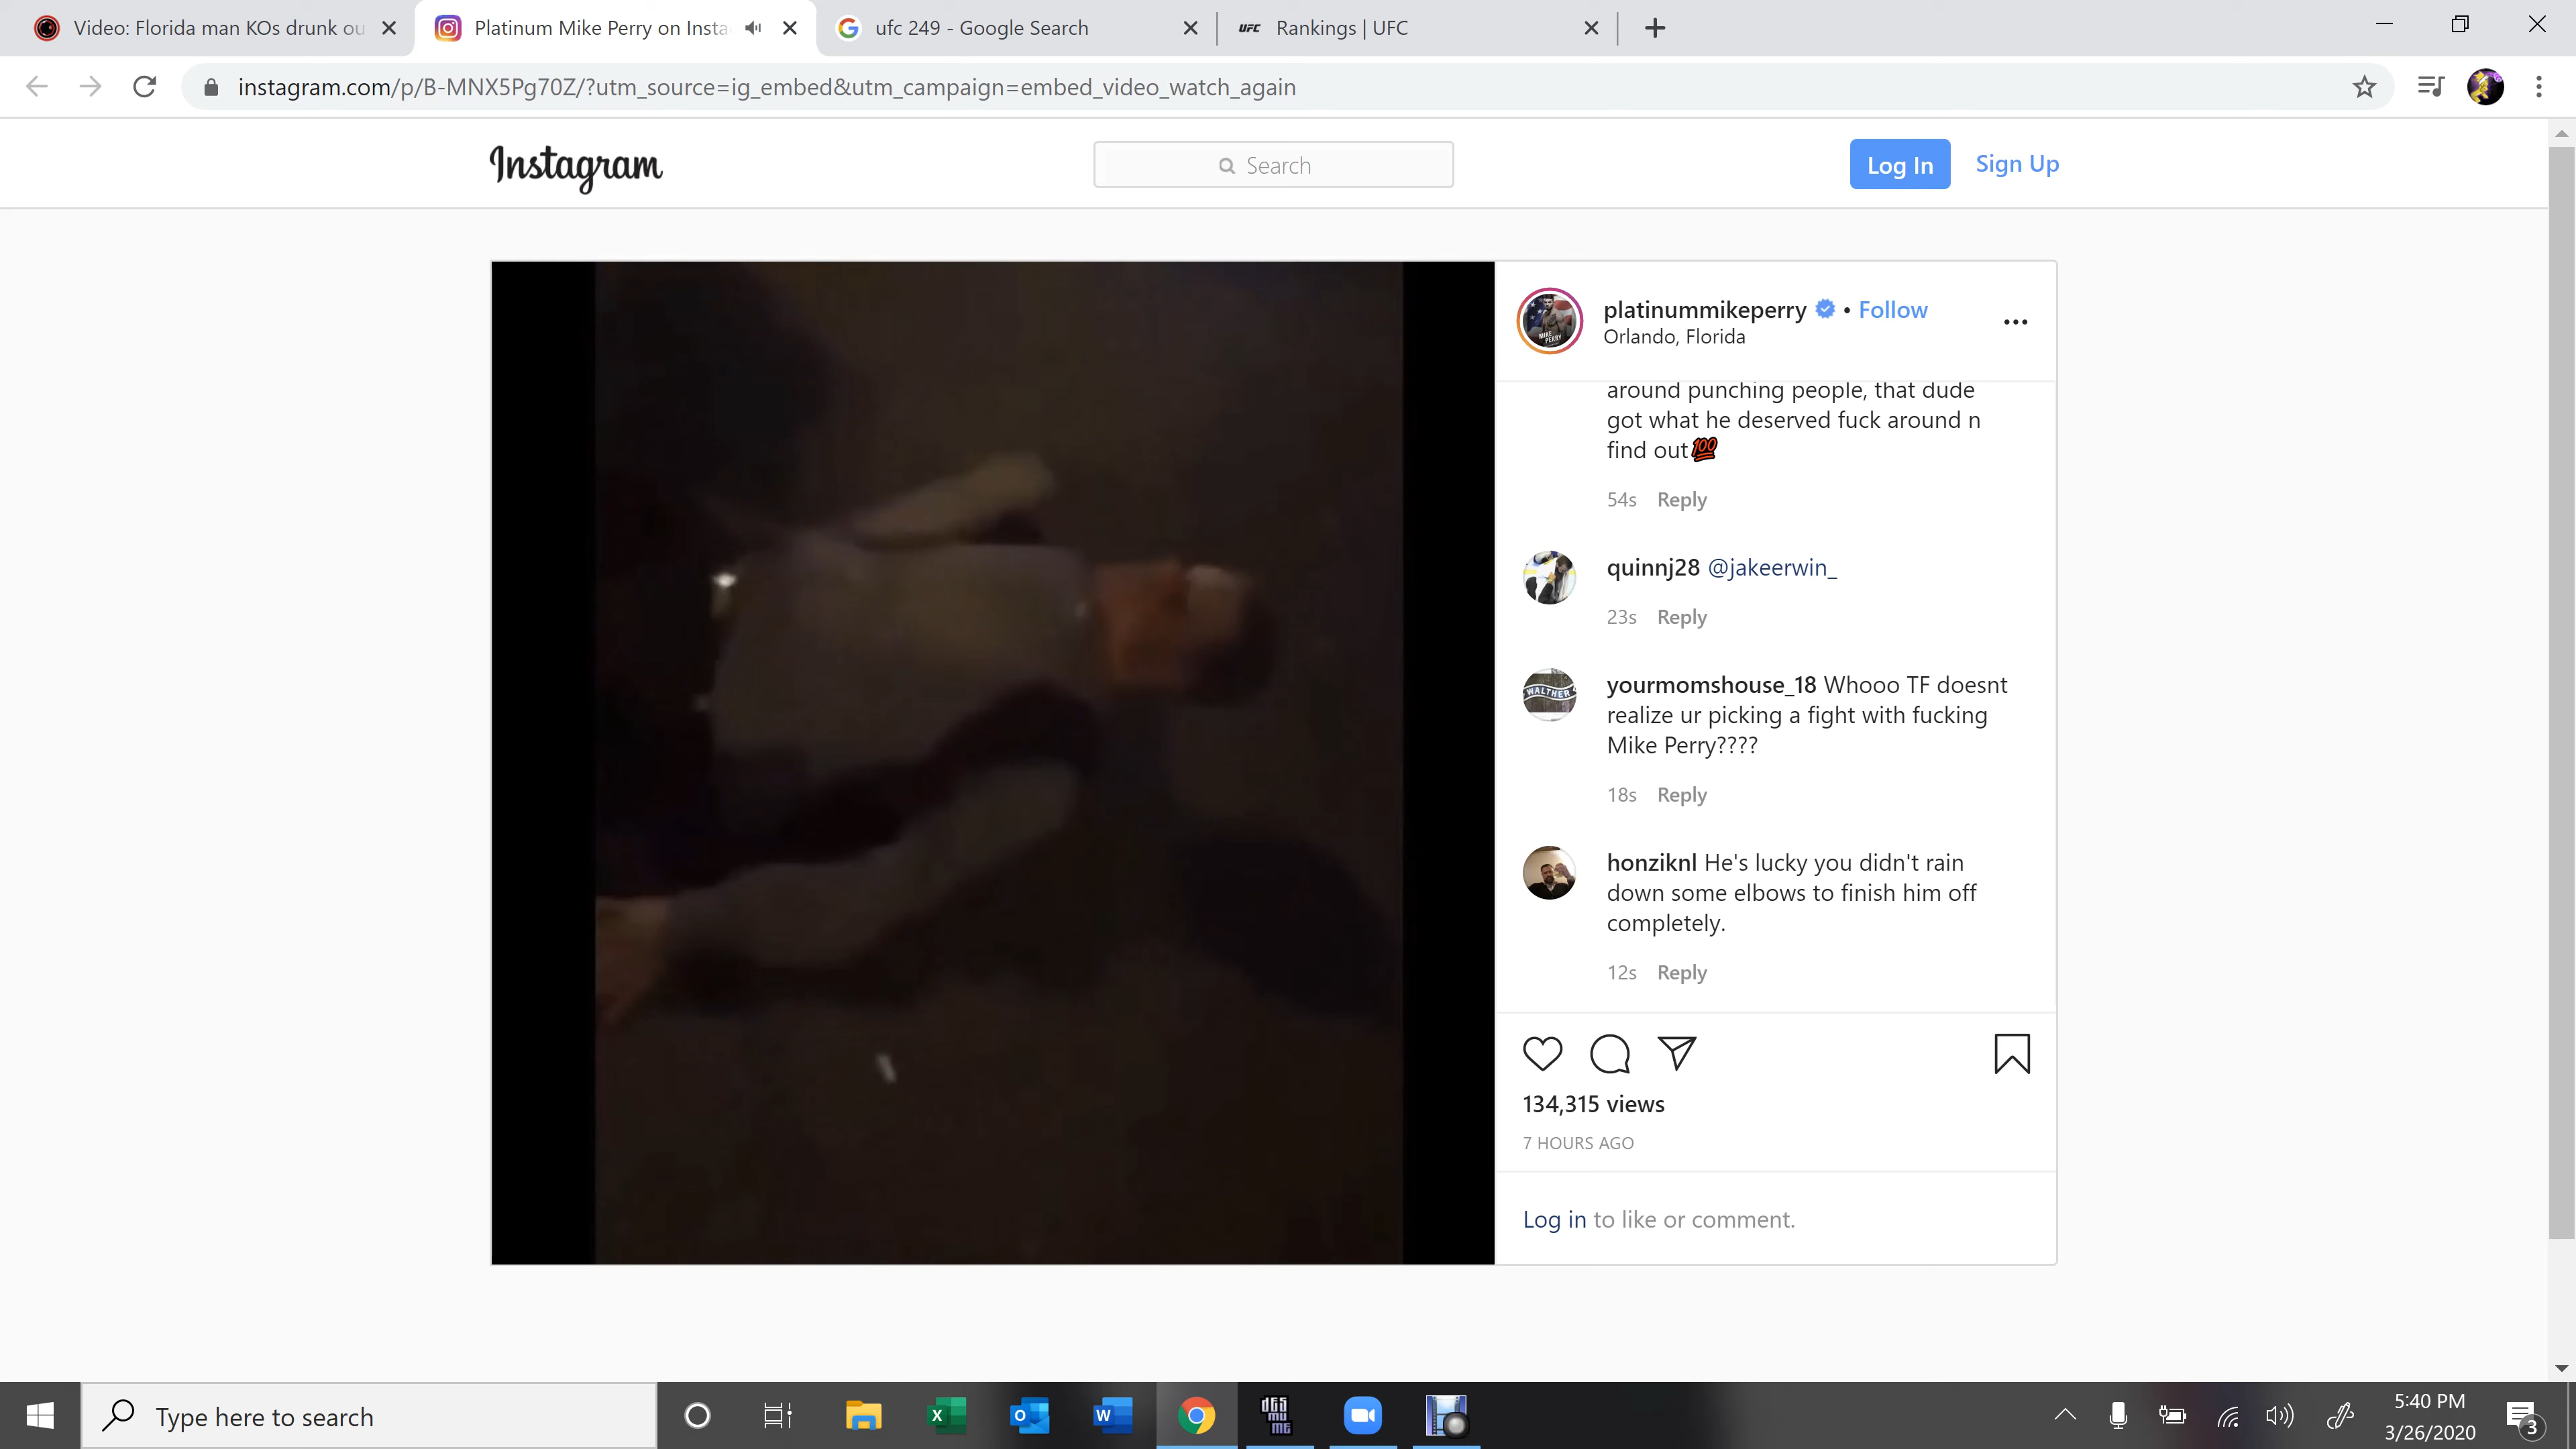 Video: Florida man KOs drunk ou
Platinum Mike Perry on Insta
ufc 249 - Google Search
UFC Rankings | UFC
instagram.com/p/B-MNX5Pg70Z/?utm_source=ig_embed&utm_campaign=embed_video_watch_again
Instagram
Search
Log In Sign Up
platinummikeperry • Follow
Orlando, Florida
MIKE
PERRY
around punching people, that dude
got what he deserved fuck around n
find out💯
54s Reply
quinnj28 @jakeerwin_
23s Reply
WALTHER
yourmomshouse_18 Whooo TF doesnt
realize ur picking a fight with fucking
Mike Perry????
18s Reply
honziknl He's lucky you didn't rain
down some elbows to finish him off
completely.
12s Reply
134,315 views
7 HOURS AGO
Log in to like or comment.
Type here to search
X
O
W
DESMUME
5:40 PM
3/26/2020
3